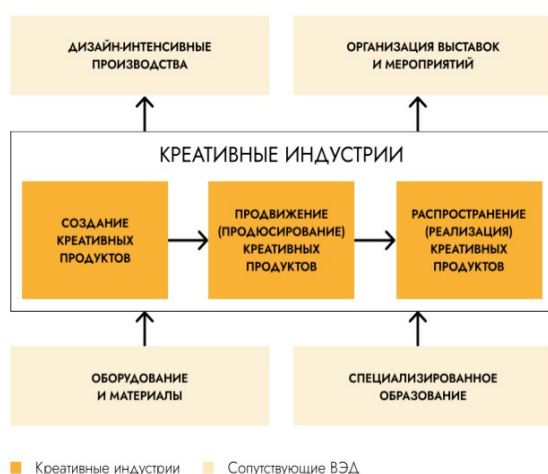 ДИЗАЙН-ИНТЕНСИВНЫЕ
ПРОИЗВОДСТВА
ОРГАНИЗАЦИЯ ВЫСТАВОК
И МЕРОПРИЯТИЙ
КРЕАТИВНЫЕ ИНДУСТРИИ
СОЗДАНИЕ
КРЕАТИВНЫХ
ПРОДУКТОВ
ПРОДВИЖЕНИЕ
(ПРОДЮСИРОВАНИЕ)
КРЕАТИВНЫХ
ПРОДУКТОВ
РАСПРОСТРАНЕНИЕ
(РЕАЛИЗАЦИЯ)
КРЕАТИВНЫХ
ПРОДУКТОВ
ОБОРУДОВАНИЕ
И МАТЕРИАЛЫ
СПЕЦИАЛИЗИРОВАННОЕ
ОБРАЗОВАНИЕ
Креативные индустрии
Сопутствующие ВЭД